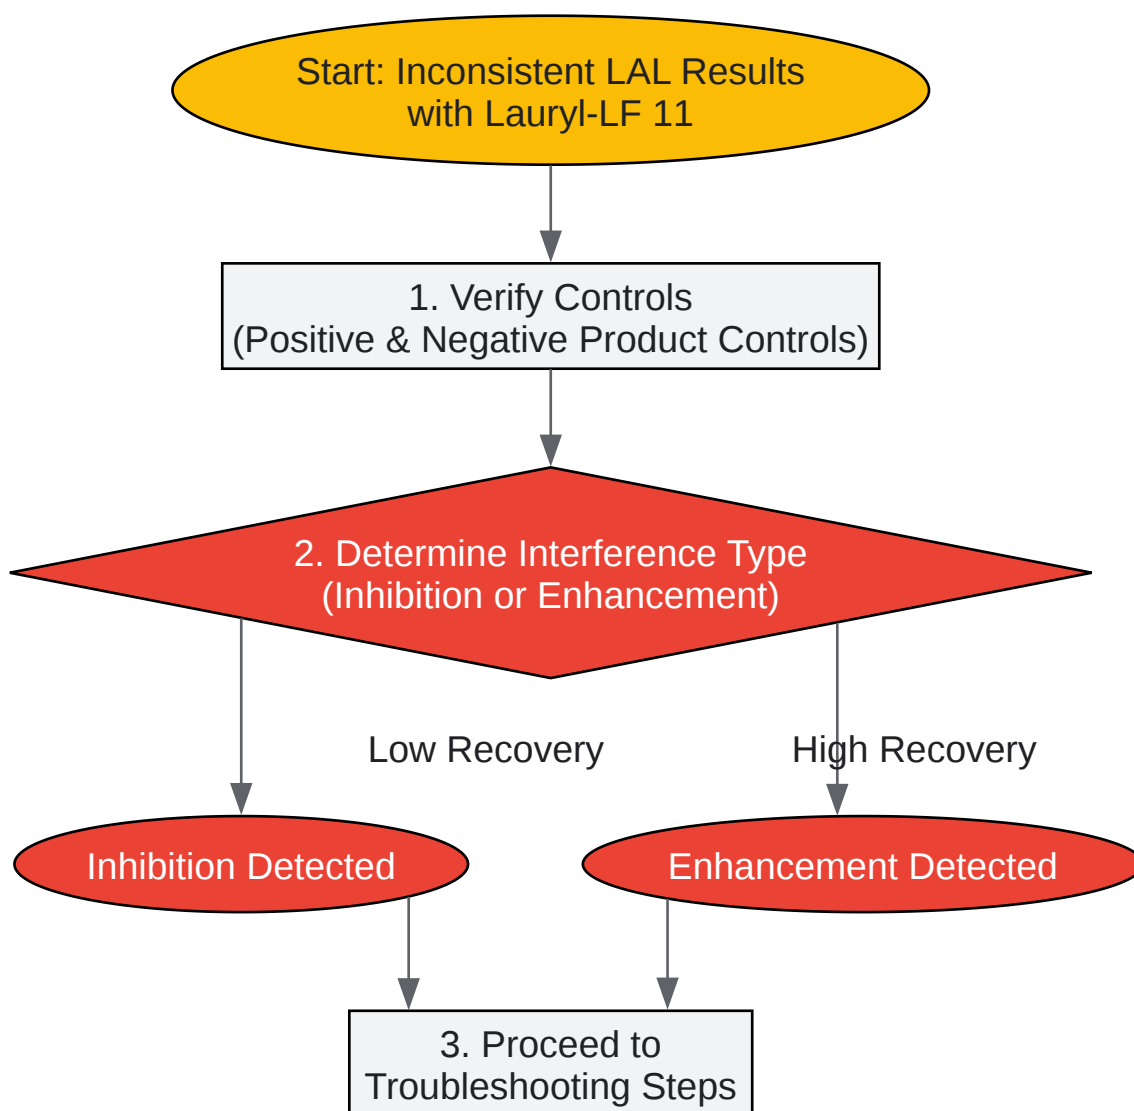 Start: Inconsistent LAL Results
with Lauryl-LF 11
1. Verify Controls
(Positive & Negative Product Controls)
2. Determine Interference Type
(Inhibition or Enhancement)
Low Recovery
High Recovery
Inhibition Detected
Enhancement Detected
3. Proceed to
Troubleshooting Steps